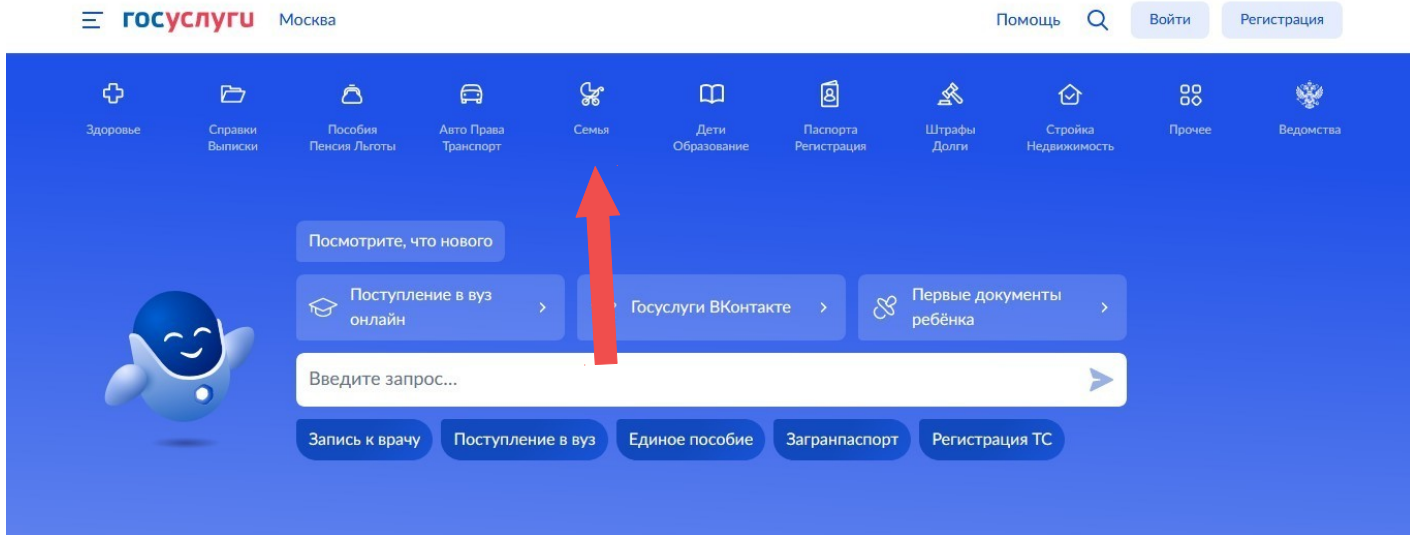 госуслуги Москва Помощь Войти Регистрация
Здоровье
Справки
Выписки
Пособия
Пенсия Льготы
Авто Права
Транспорт
Семья
Дети
Образование
Паспорта
Регистрация
Штрафы
Долги
Стройка
Недвижимость
Прочее
Ведомства
Посмотрите, что нового
Поступление в вуз
онлайн
Госуслуги ВКонтакте
Первые документы
ребёнка
Введите запрос...
Запись к врачу Поступление в вуз Единое пособие Загранпаспорт Регистрация ТС